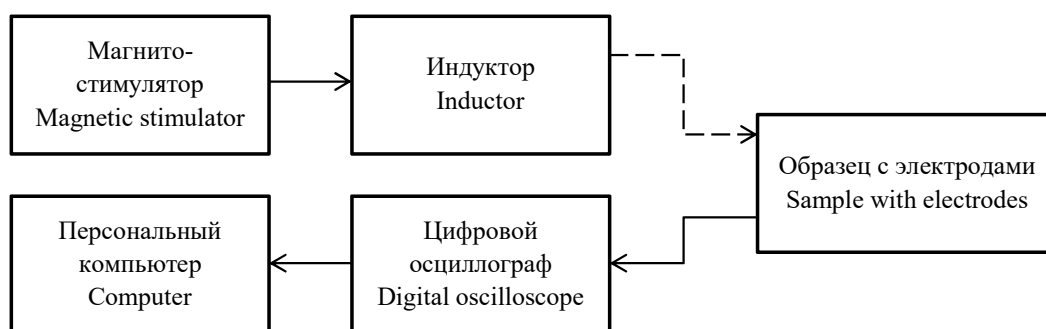 Магнито-
стимулятор
Magnetic stimulator
Индуктор
Inductor
Образец с электродами
Sample with electrodes
Персональный
компьютер
Computer
Цифровой
осциллограф
Digital oscilloscope